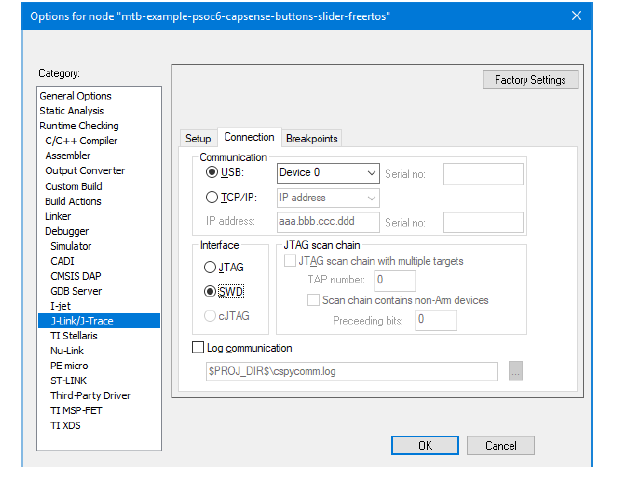 Options for node "mtb-example-psoc6-capsense-buttons-slider-freertos"
Category:
Factory Settings
General Options
Static Analysis
Runtime Checking
C/C++ Compiler
Assembler
Output Converter
Custom Build
Build Actions
Linker
Debugger
Simulator
CADI
CMSIS DAP
GDB Server
I-jet
J-Link/J-Trace
TI Stellaris
Nu-Link
PE micro
ST-LINK
Third-Party Driver
TI MSP-FET
TI XDS
Setup Connection Breakpoints
Communication
USB: Device 0 Serial no:
TCP/IP: IP address
IP address: aaa.bbb.ccc.ddd Serial no:
Interface
JTAG
SWD
cJTAG
JTAG scan chain
JTAG scan chain with multiple targets
TAP number: 0
Scan chain contains non-Arm devices
Preceeding bits: 0
Log communication
$PROJ_DIR$\cspycomm.log ...
OK Cancel